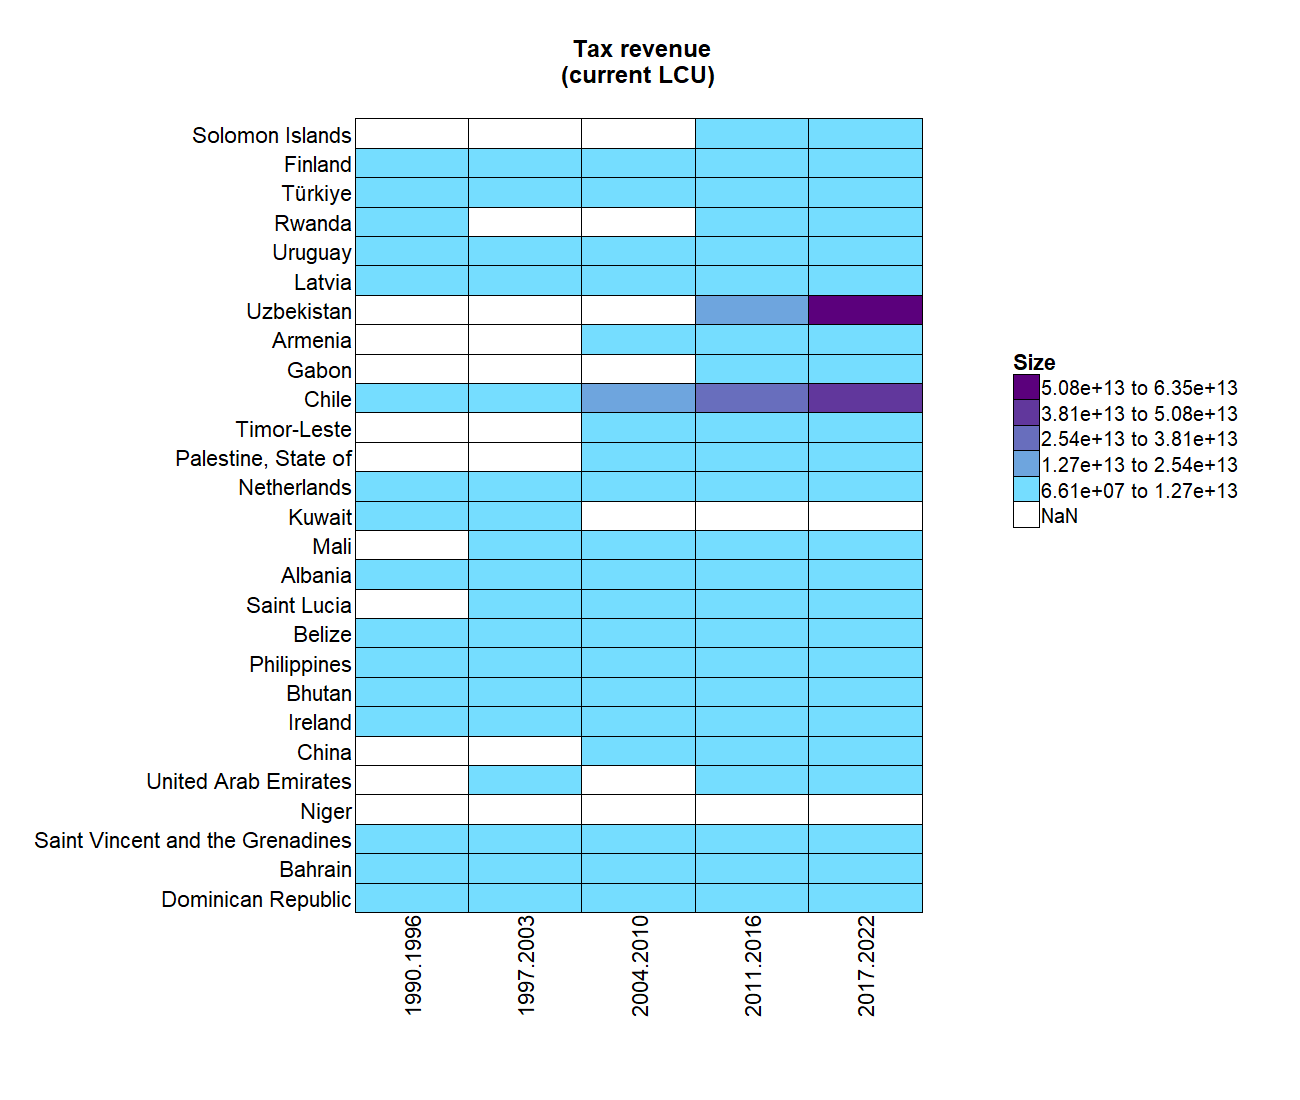 Tax revenue
(current LCU)
Solomon Islands
Finland
Türkiye
Rwanda
Uruguay
Latvia
Uzbekistan
Armenia
Gabon
Chile
Timor-Leste
Palestine, State of
Netherlands
Kuwait
Mali
Albania
Saint Lucia
Belize
Philippines
Bhutan
Ireland
China
United Arab Emirates
Niger
Saint Vincent and the Grenadines
Bahrain
Dominican Republic
1990.1996
1997.2003
2004.2010
2011.2016
2017.2022
Size
5.08e+13 to 6.35e+13
3.81e+13 to 5.08e+13
2.54e+13 to 3.81e+13
1.27e+13 to 2.54e+13
6.61e+07 to 1.27e+13
NaN